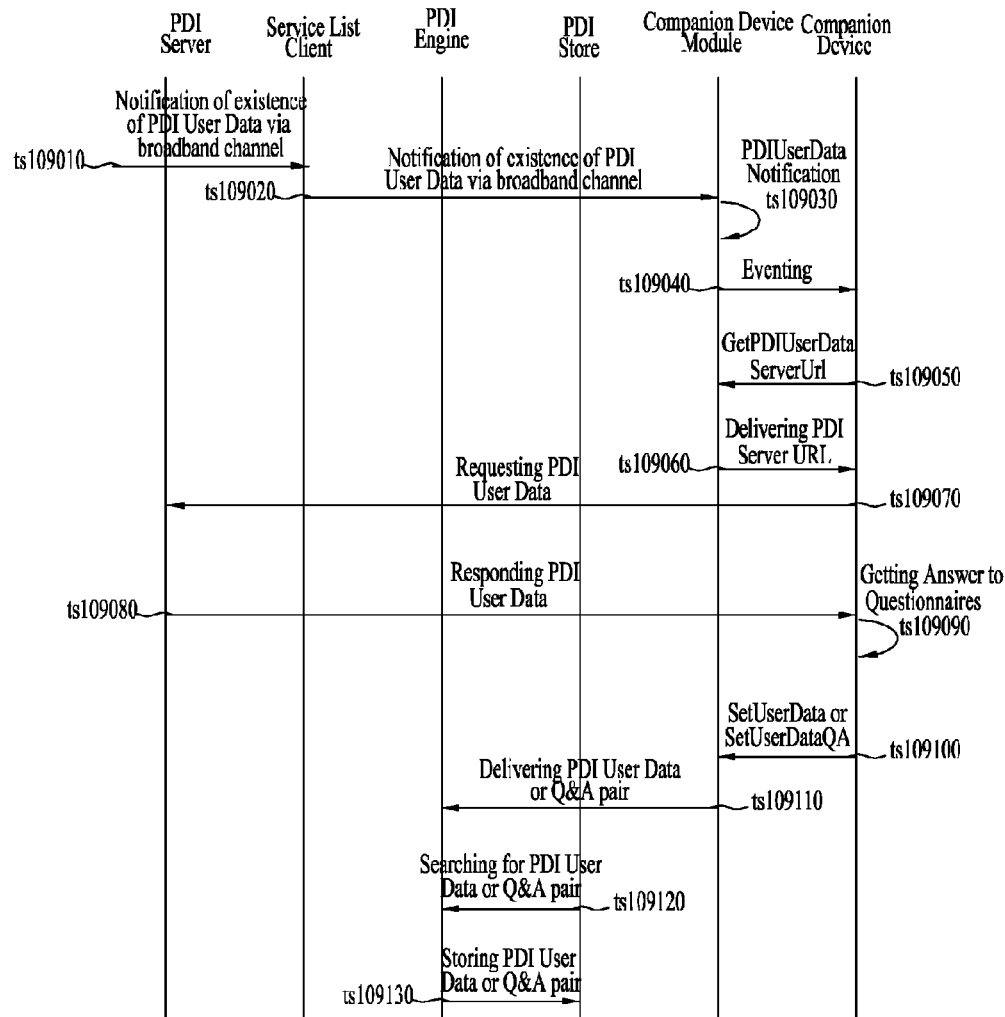 PDI
Server
Service List
Client
PDI
Engine
PDI
Store
Companion Device
Module
Companion
Device
Notification of existence
of PDI User Data via
broadband channel
ts109010
Notification of existence of PDI
User Data via broadband channel
ts109020
PDIUserData
Notification
ts109030
Eventing
ts109040
GetPDIUserData
ServerUrl
ts109050
Delivering PDI
Server URL
ts109060
Requesting PDI
User Data
ts109070
Responding PDI
User Data
ts109080
Getting Answer to
Questionnaires
ts109090
SetUserData or
SetUserDataQA
ts109100
Delivering PDI User Data
or Q&A pair
ts109110
Searching for PDI User
Data or Q&A pair
ts109120
Storing PDI User
Data or Q&A pair
ts109130